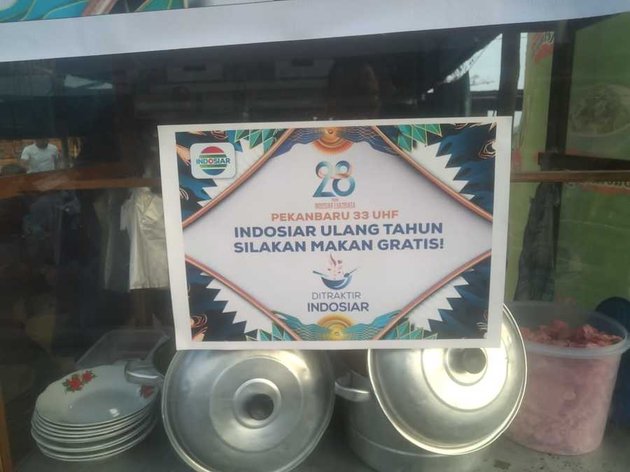 INDOSIAR
28
PEKANBARU 33 UHF
INDOSIAR ULANG TAHUN
SILAKAN MAKAN GRATIS!
DITRAKTIR
INDOSIAR